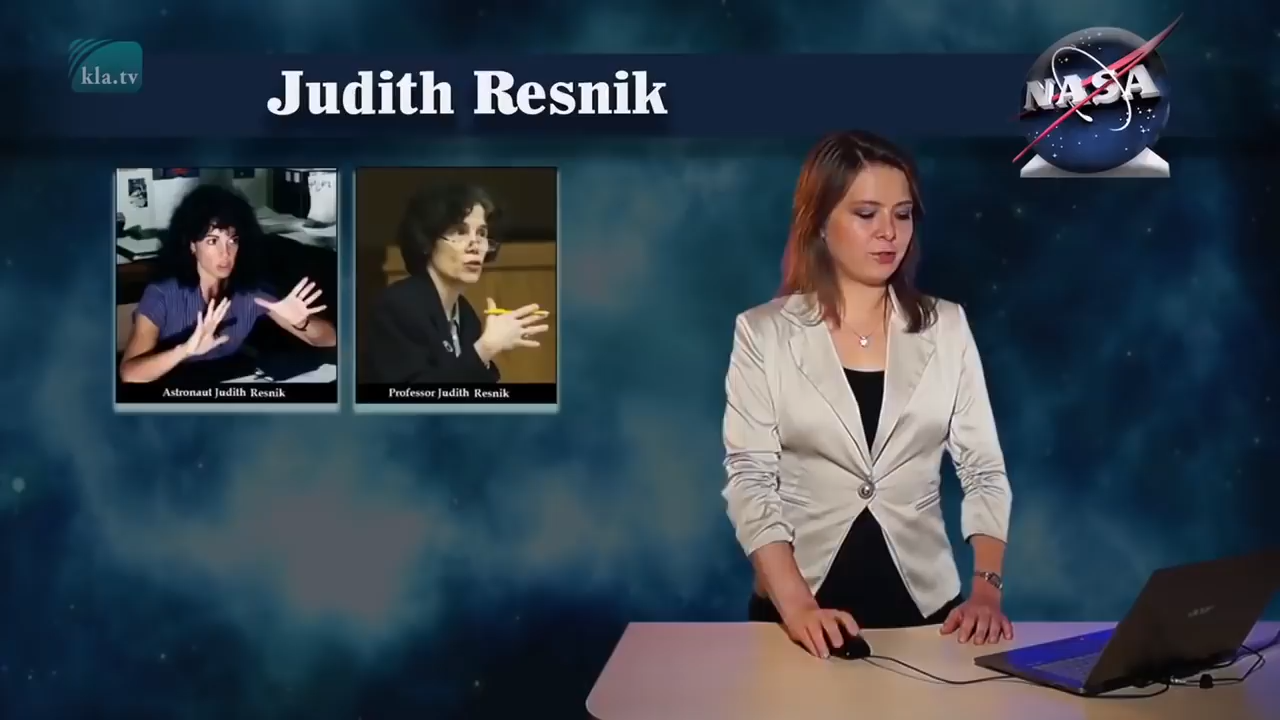 kla.tv
Judith Resnik
NASA
Astronaut Judith Resnik
Professor Judith Resnik